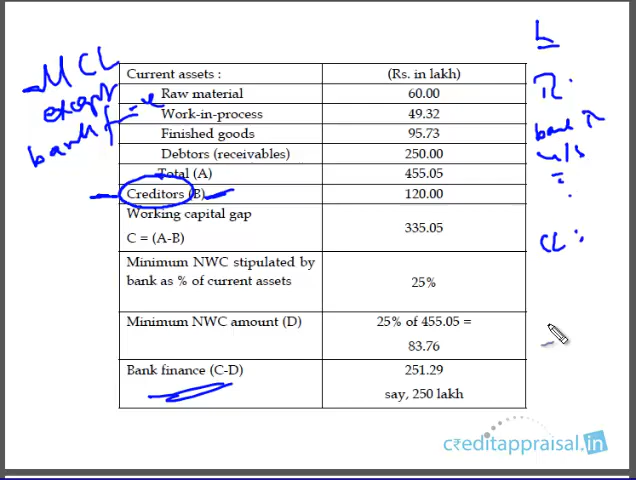 MCL
except
bank f = e
Current assets : (Rs. in lakh)
Raw material 60.00
Work-in-process 49.32
Finished goods 95.73
Debtors (receivables) 250.00
Total (A) 455.05
Creditors (B) 120.00
Working capital gap
C = (A-B) 335.05
Minimum NWC stipulated by
bank as % of current assets 25%
Minimum NWC amount (D) 25% of 455.05 =
83.76
Bank finance (C-D) 251.29
say, 250 lakh
bank
CL :
creditappraisal.in